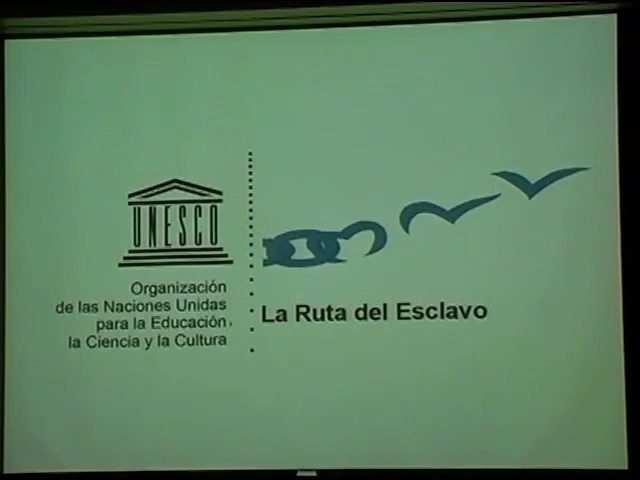 UNESCO
Organización
de las Naciones Unidas
para la Educación,
la Ciencia y la Cultura
La Ruta del Esclavo